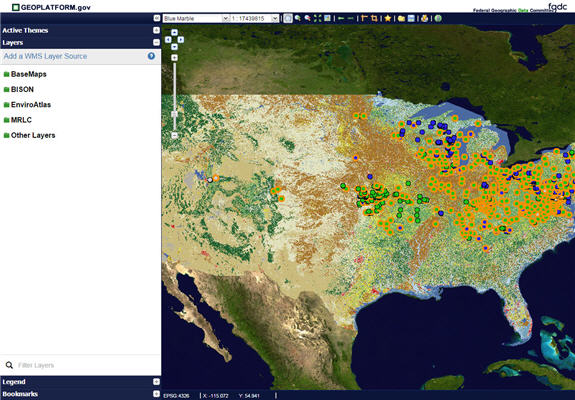 GEOPLATFORM.gov
fgdc
Federal Geographic Data Committee
Blue Marble
1 : 17439815
Active Themes
Layers
Add a WMS Layer Source
BaseMaps
BISON
EnviroAtlas
MRLC
Other Layers
Filter Layers
Legend
Bookmarks
EPSG:4326
X: -115.072
Y: 54.941